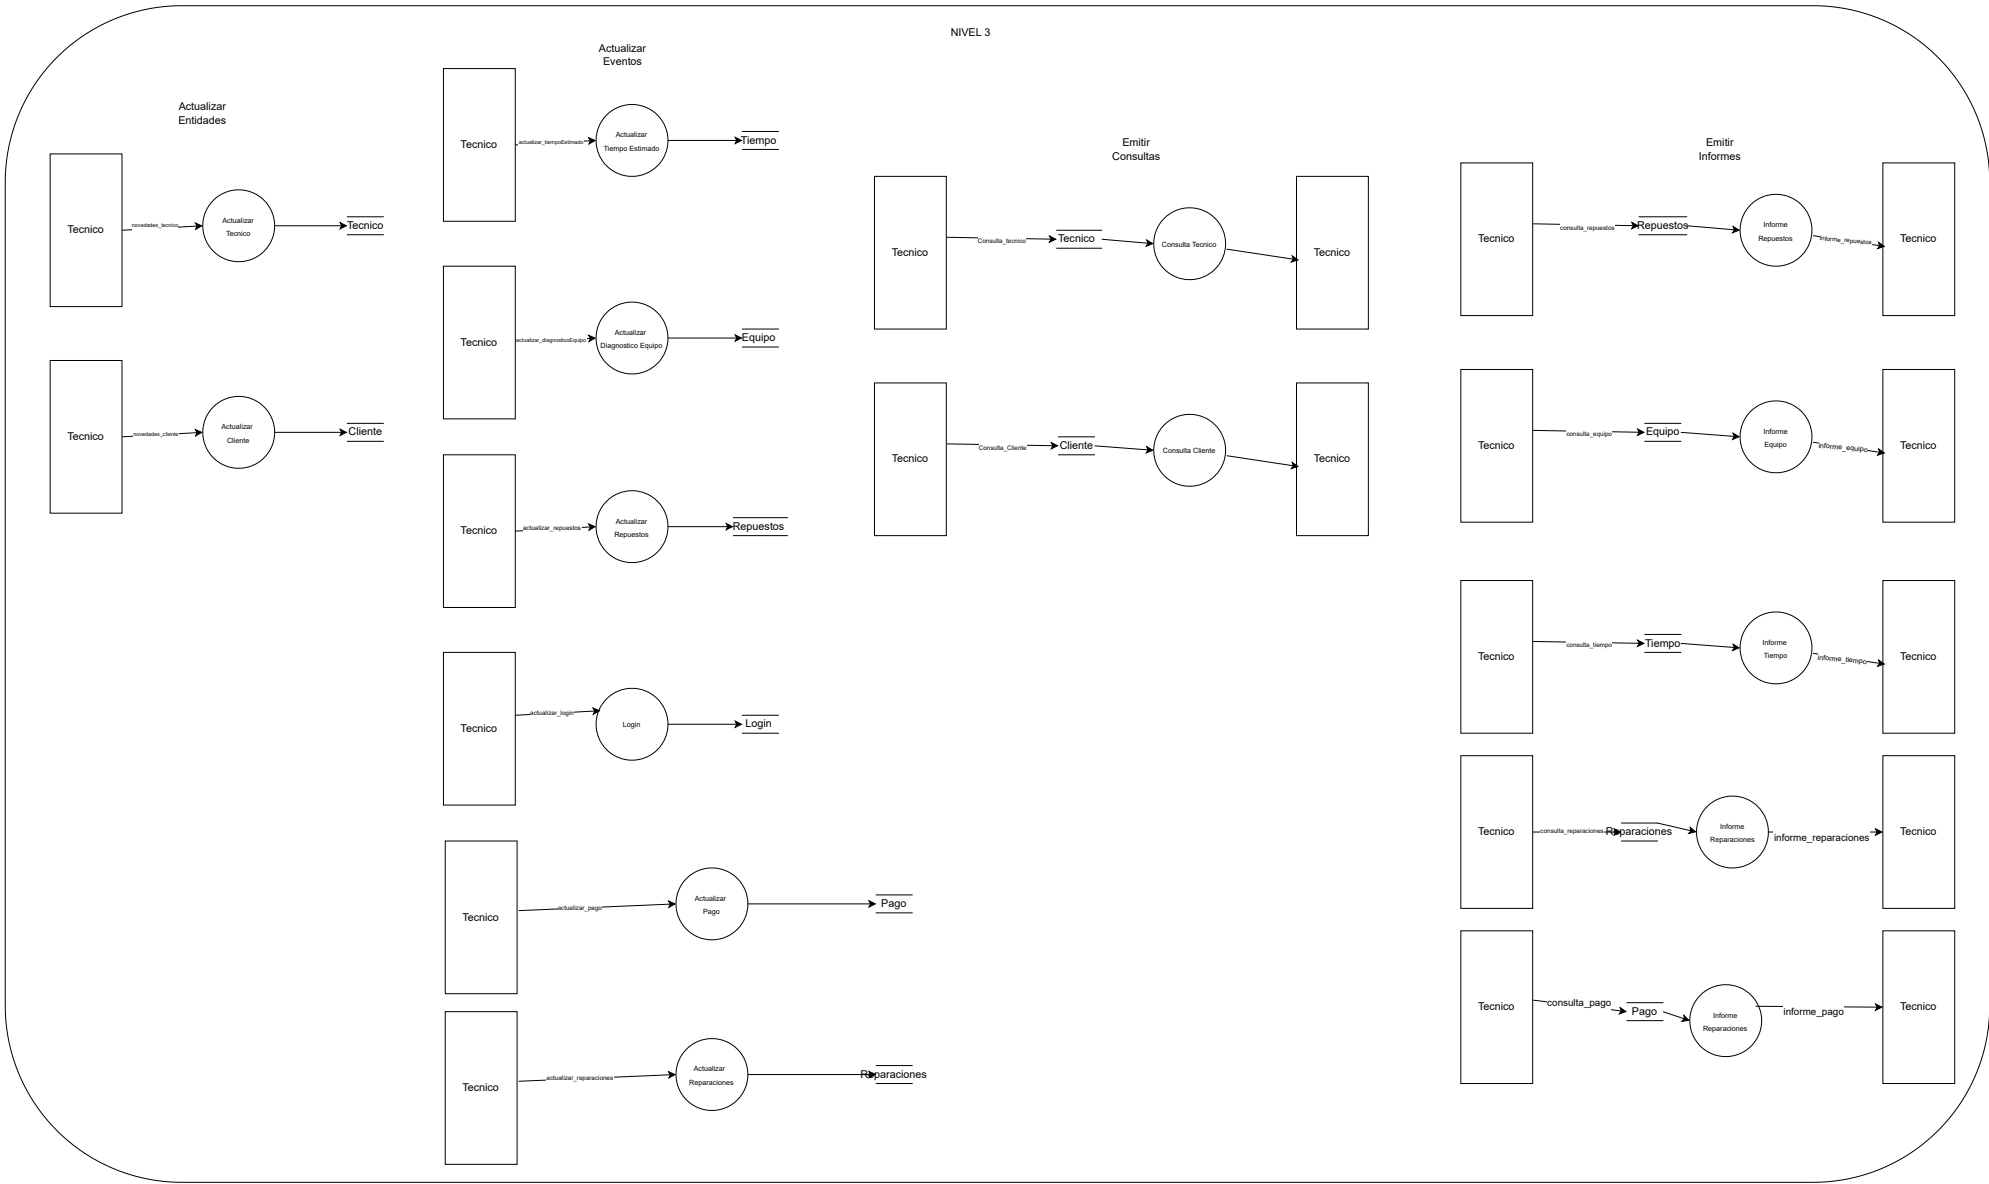 NIVEL 3
Actualizar
Entidades
Tecnico
novedades_tecnico
Actualizar
Tecnico
Tecnico
Tecnico
novedades_cliente
Actualizar
Cliente
Cliente
Actualizar
Eventos
Tecnico
actualizar_tiempoEstimado
Actualizar
Tiempo Estimado
Tiempo
Tecnico
actualizar_diagnosticoEquipo
Actualizar
Diagnostico Equipo
Equipo
Tecnico
actualizar_repuestos
Actualizar
Repuestos
Repuestos
Tecnico
actualizar_login
Login
Login
Tecnico
actualizar_pago
Actualizar
Pago
Pago
Tecnico
actualizar_reparaciones
Actualizar
Reparaciones
Reparaciones
Emitir
Consultas
Tecnico
Consulta_tecnico
Tecnico
Consulta Tecnico
Tecnico
Tecnico
Consulta_Cliente
Cliente
Consulta Cliente
Tecnico
Emitir
Informes
Tecnico
consulta_repuestos
Repuestos
Informe
Repuestos
informe_repuestos
Tecnico
Tecnico
consulta_equipo
Equipo
Informe
Equipo
informe_equipo
Tecnico
Tecnico
consulta_tiempo
Tiempo
Informe
Tiempo
informe_tiempo
Tecnico
Tecnico
consulta_reparaciones
Reparaciones
Informe
Reparaciones
informe_reparaciones
Tecnico
Tecnico
consulta_pago
Pago
Informe
Reparaciones
informe_pago
Tecnico